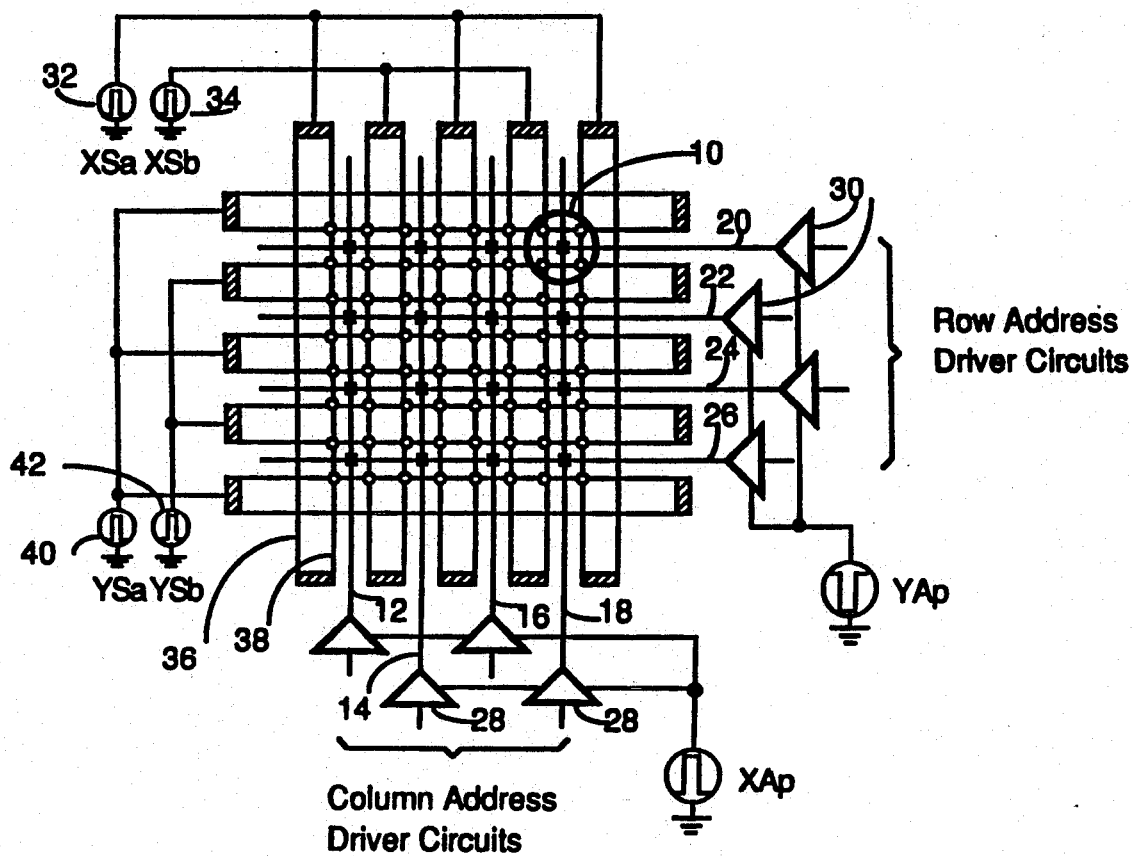 32
34
XSa XSb
10
30
20
22
24
26
Row Address
Driver Circuits
42
40
YSa YSb
36
38
12
16
18
14
28
28
YAp
XAp
Column Address
Driver Circuits